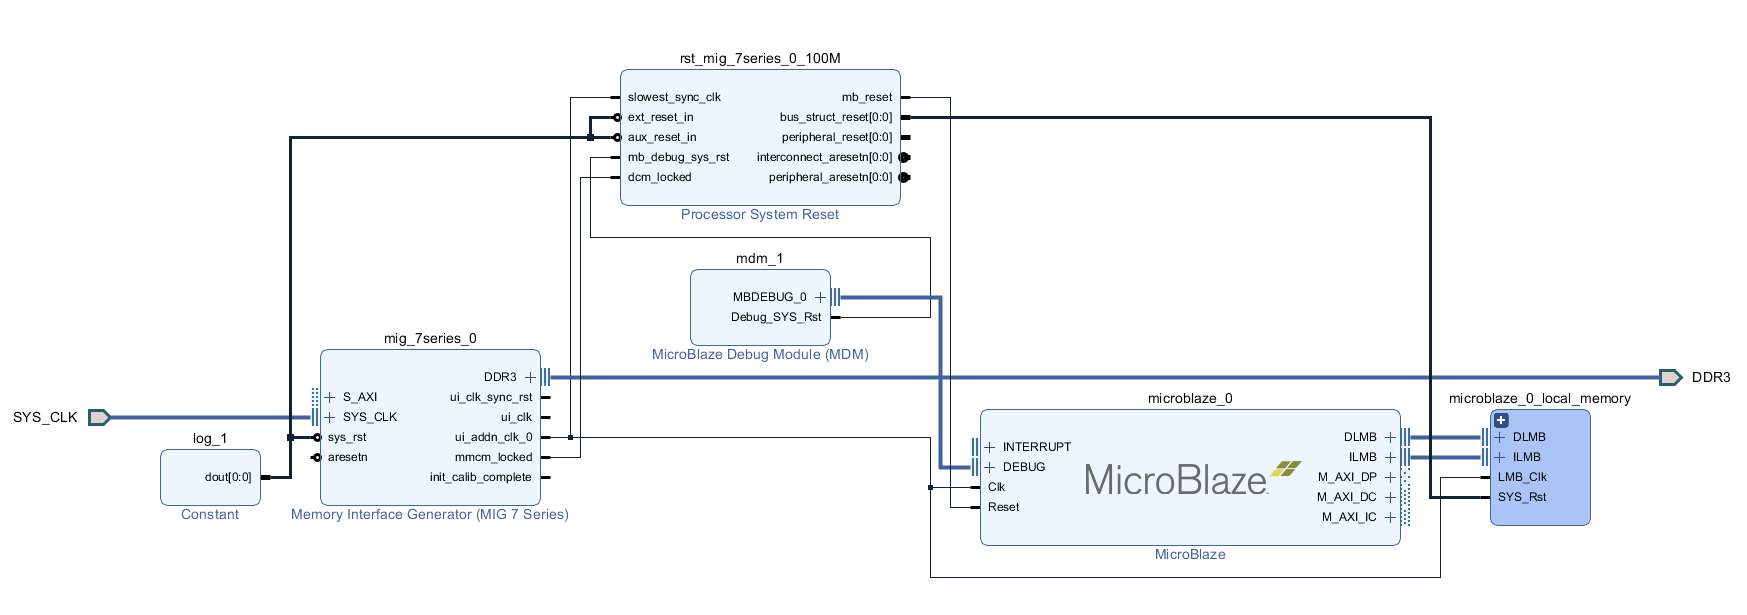 rst_mig_7series_0_100M
slowest_sync_clk
ext_reset_in
aux_reset_in
mb_debug_sys_rst
dcm_locked
mb_reset
bus_struct_reset[0:0]
peripheral_reset[0:0]
interconnect_aresetn[0:0]
peripheral_aresetn[0:0]
Processor System Reset
mdm_1
MBDEBUG_0
Debug_SYS_Rst
MicroBlaze Debug Module (MDM)
mig_7series_0
S_AXI
SYS_CLK
sys_rst
aresetn
DDR3
ui_clk_sync_rst
ui_clk
ui_addn_clk_0
mmcm_locked
init_calib_complete
Memory Interface Generator (MIG 7 Series)
SYS_CLK
log_1
dout[0:0]
Constant
DDR3
microblaze_0
INTERRUPT
DEBUG
Clk
Reset
MicroBlaze
DLMB
ILMB
M_AXI_DP
M_AXI_DC
M_AXI_IC
MicroBlaze
microblaze_0_local_memory
DLMB
ILMB
LMB_Clk
SYS_Rst